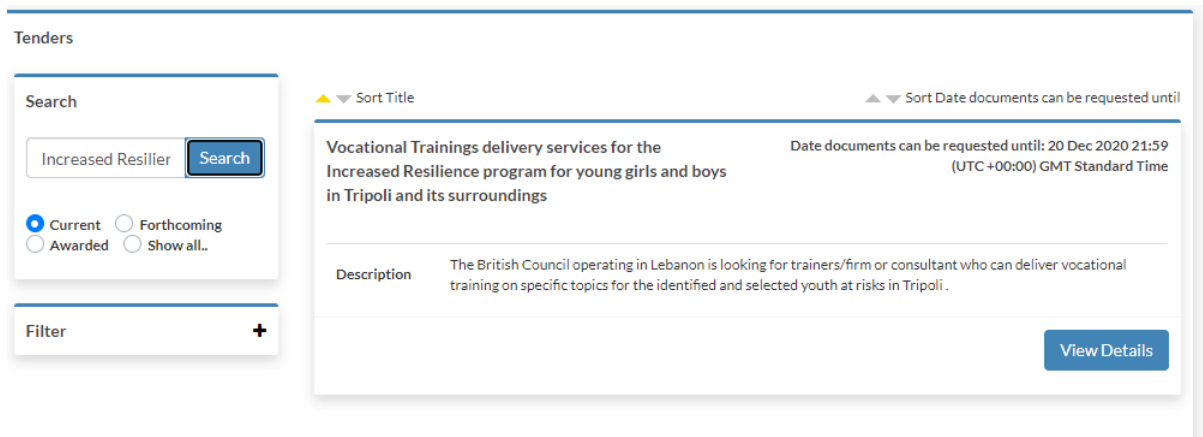 Tenders
Search
Increased Resilier
Search
Current
Forthcoming
Awarded
Show all..
Filter
Sort Title
Sort Date documents can be requested until
Vocational Trainings delivery services for the
Increased Resilience program for young girls and boys
in Tripoli and its surroundings
Date documents can be requested until: 20 Dec 2020 21:59
(UTC +00:00) GMT Standard Time
Description
The British Council operating in Lebanon is looking for trainers/firm or consultant who can deliver vocational
training on specific topics for the identified and selected youth at risks in Tripoli .
View Details